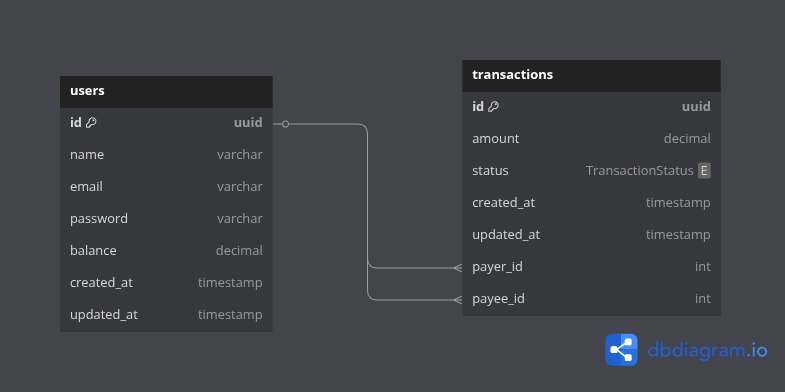 users
id uuid
name varchar
email varchar
password varchar
balance decimal
created_at timestamp
updated_at timestamp
transactions
id uuid
amount decimal
status TransactionStatus E
created_at timestamp
updated_at timestamp
payer_id int
payee_id int
dbdiagram.io